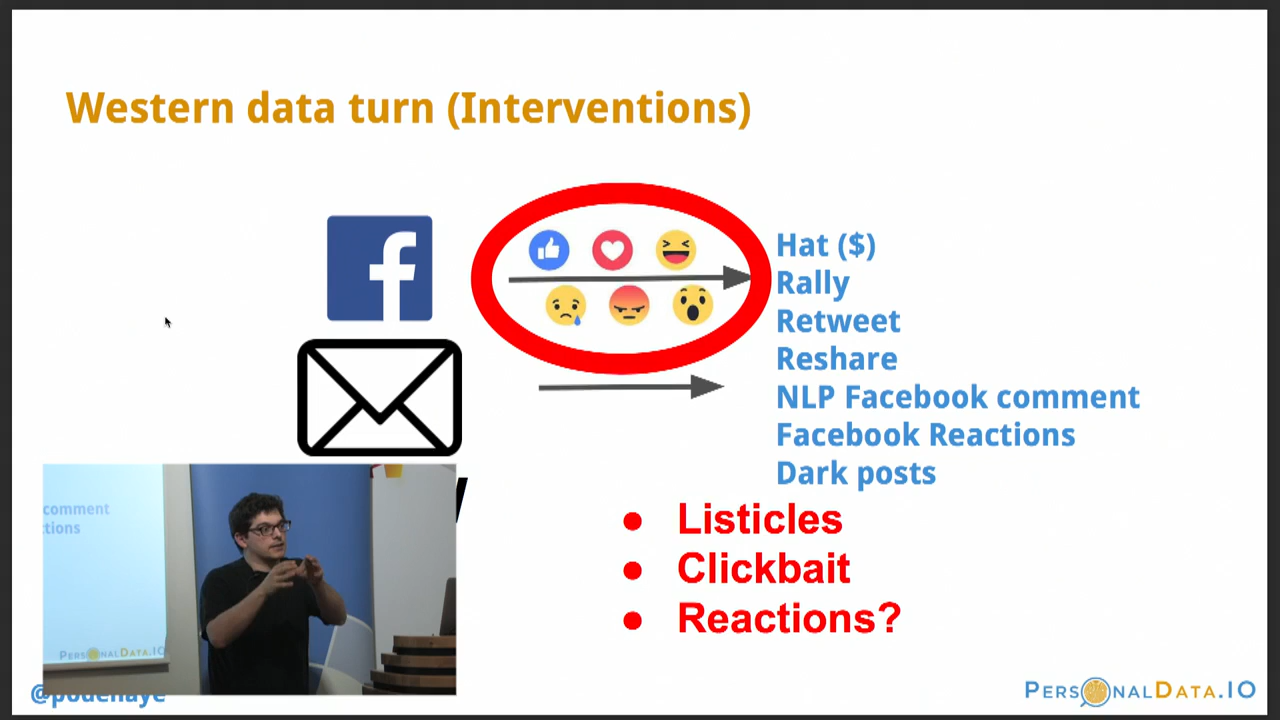 Western data turn (Interventions)
Hat ($)
Rally
Retweet
Reshare
NLP Facebook comment
Facebook Reactions
Dark posts
• Listicles
• Clickbait
• Reactions?
comment
ctions
PERSONALDATA.IO
@podehaye
PERSONALDATA.IO